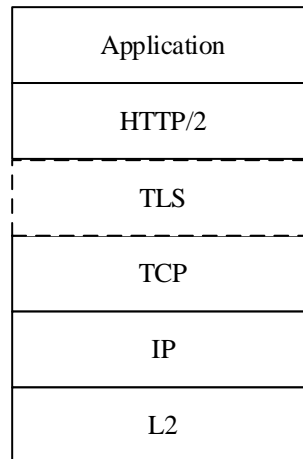 Application
HTTP/2
TLS
TCP
IP
L2